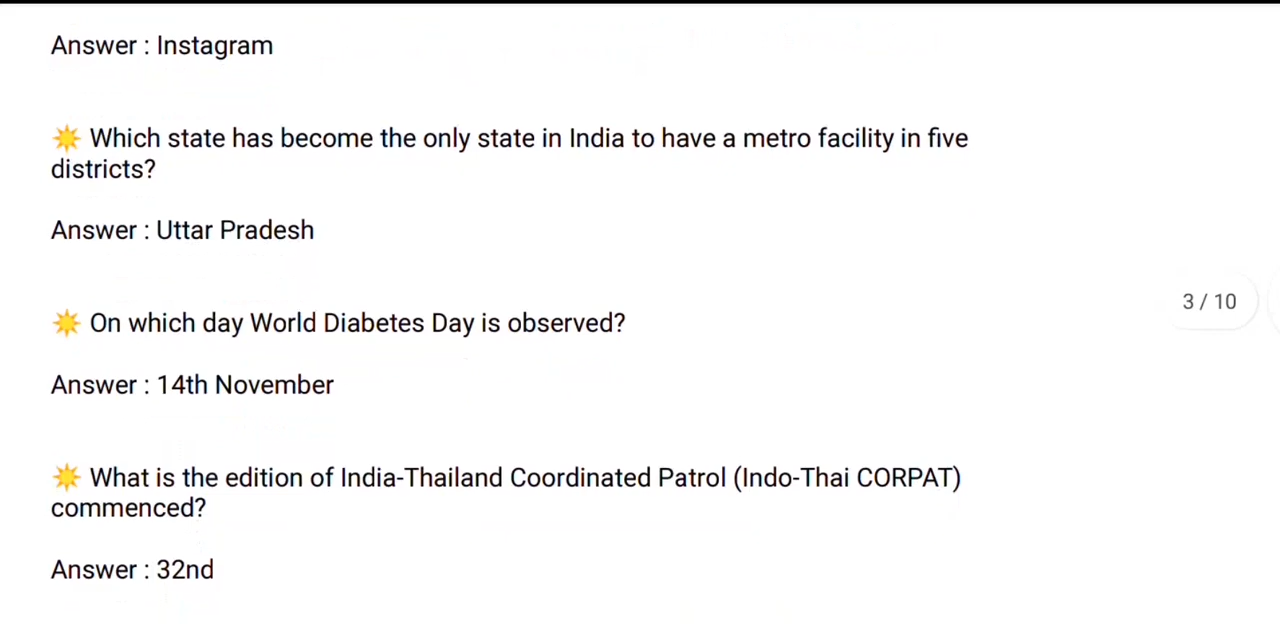 Answer : Instagram
☀ Which state has become the only state in India to have a metro facility in five
districts?
Answer : Uttar Pradesh
☀ On which day World Diabetes Day is observed?
3 / 10
Answer : 14th November
☀ What is the edition of India-Thailand Coordinated Patrol (Indo-Thai CORPAT)
commenced?
Answer : 32nd